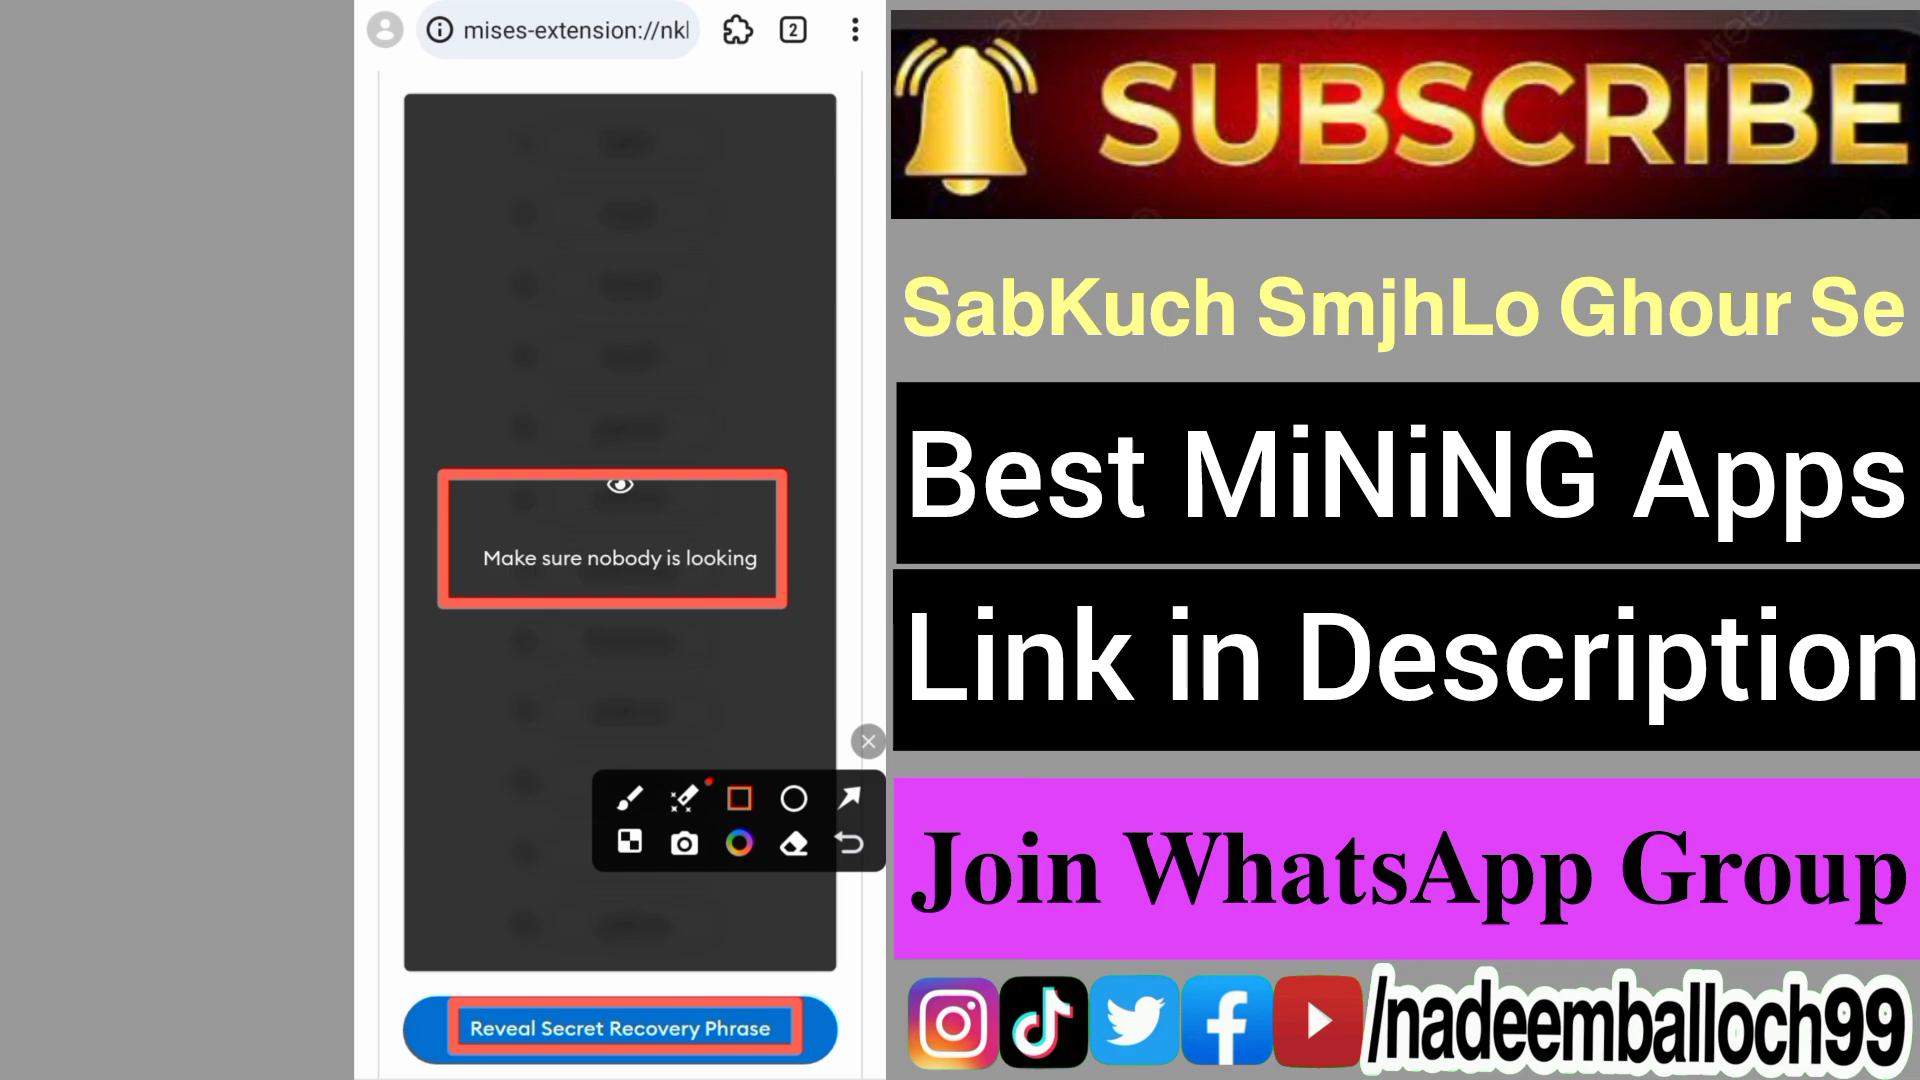 mises-extension://nkl
2
Make sure nobody is looking
Reveal Secret Recovery Phrase
SUBSCRIBE
SabKuch SmjhLo Ghour Se
Best MiNiNG Apps
Link in Description
Join WhatsApp Group
/nadeemballoch99